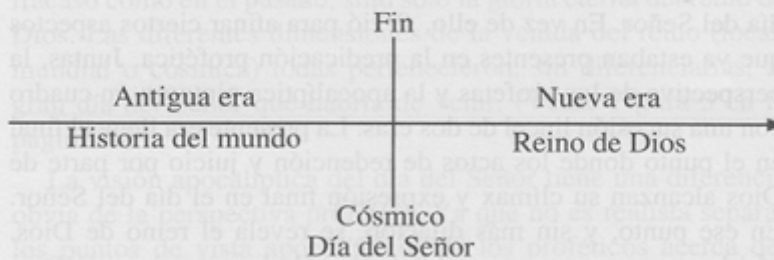 Fin
Antigua era
Nueva era
Historia del mundo
Reino de Dios
Cósmico
Día del Señor